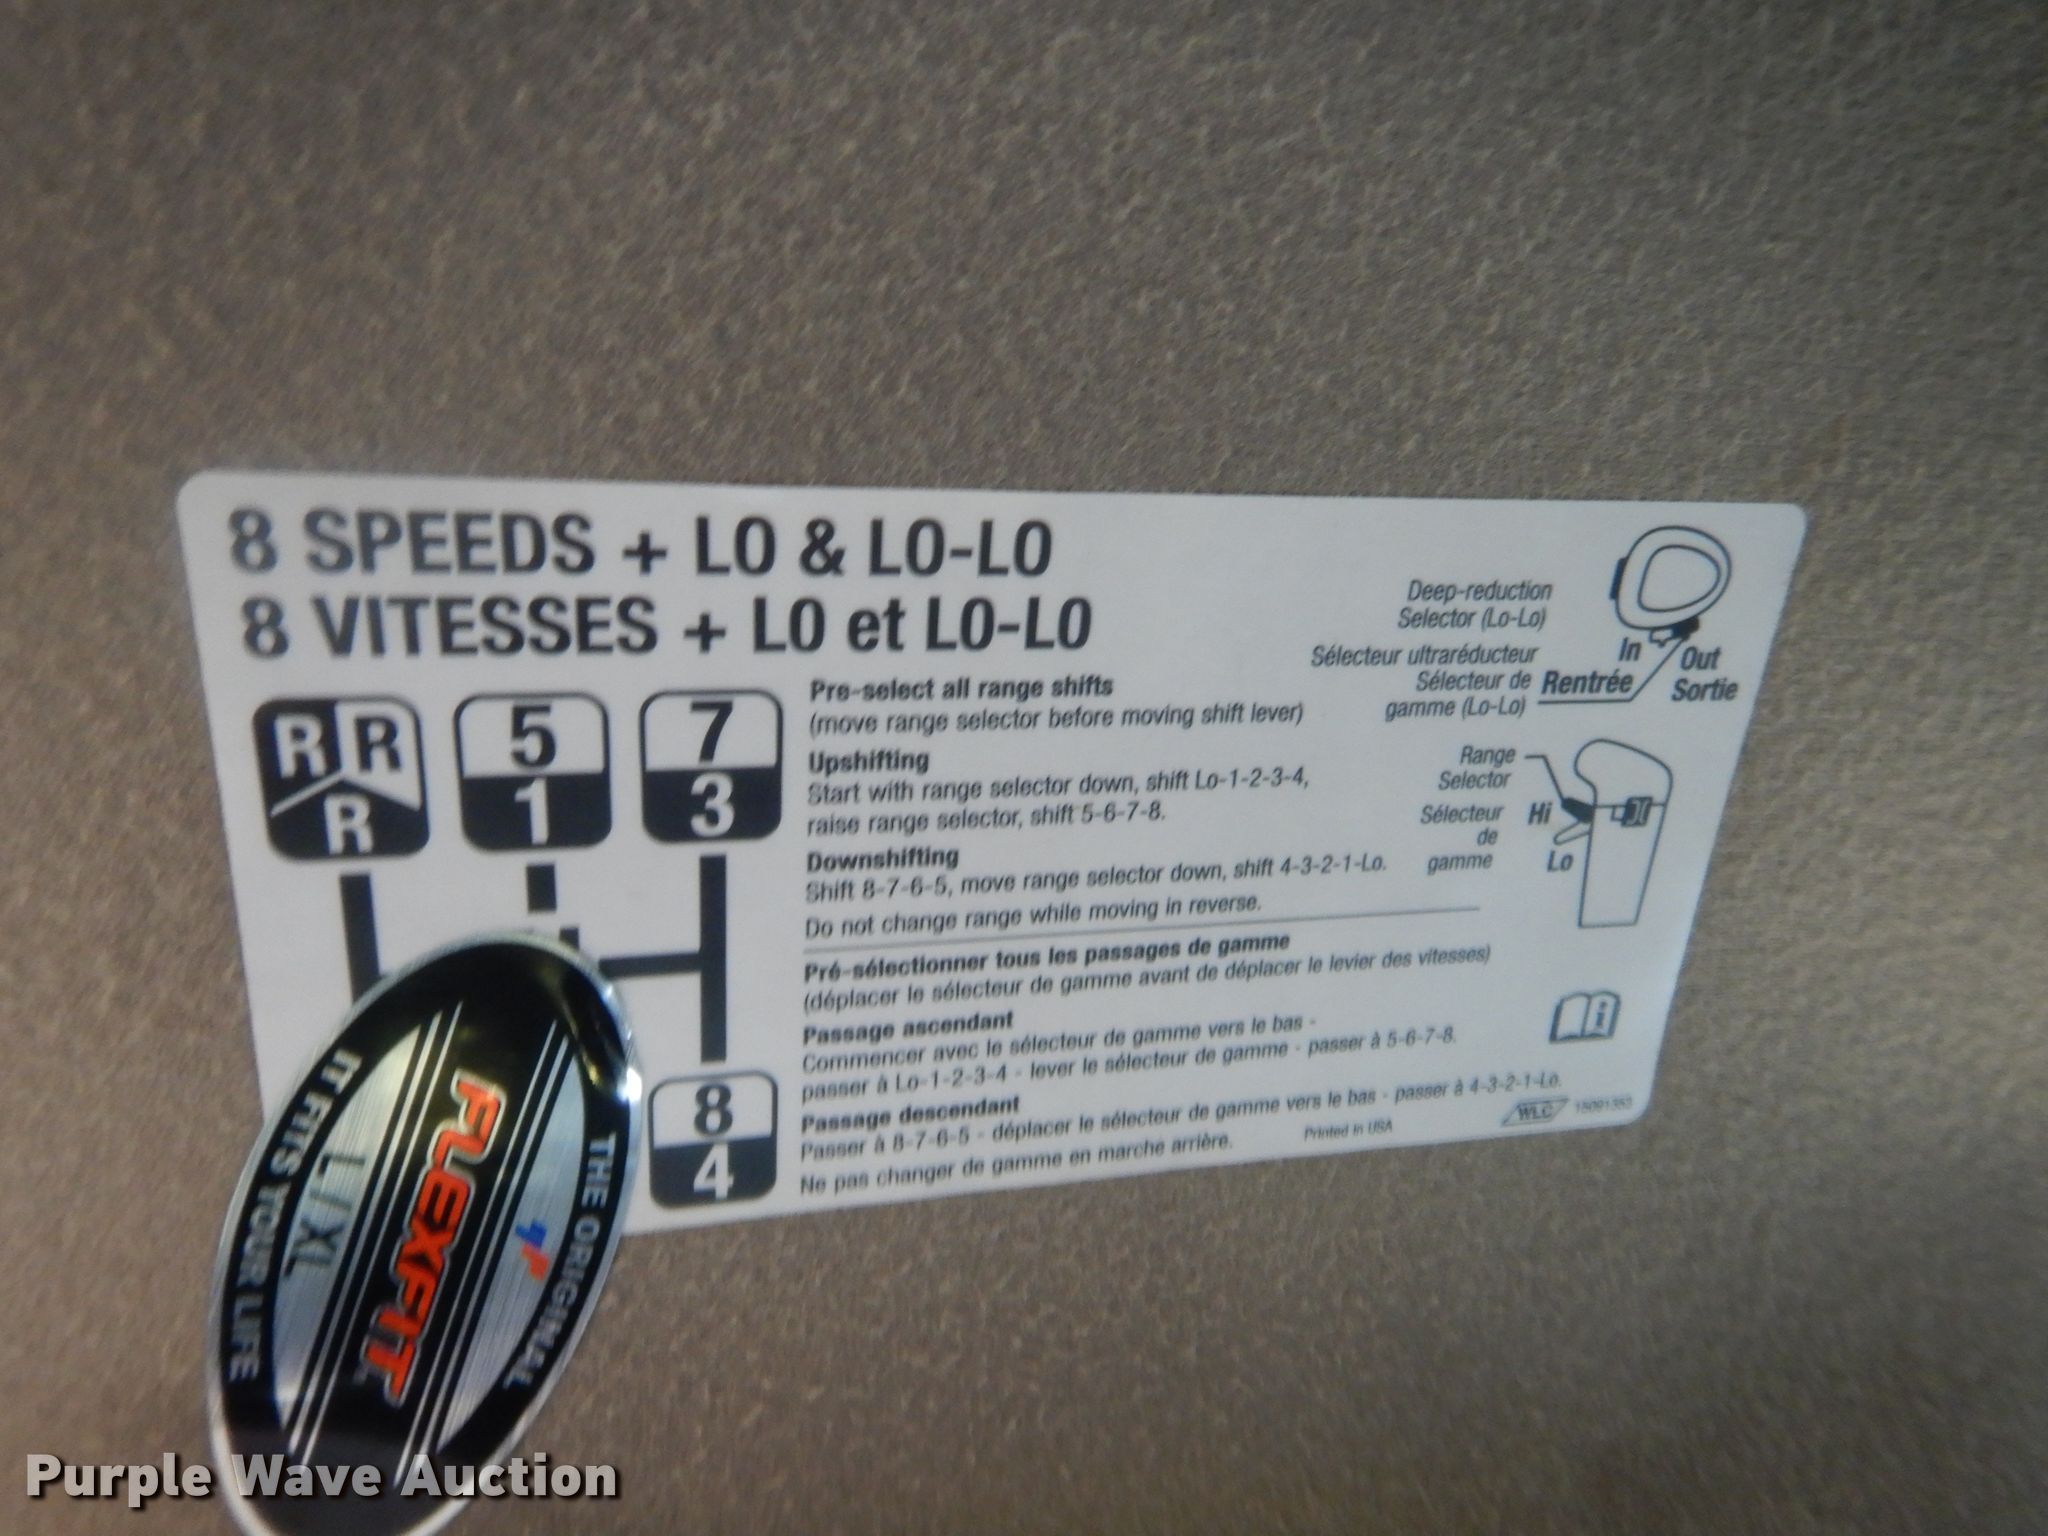 8 SPEEDS + LO & LO-LO
8 VITESSES + LO et LO-LO
R R
R
5
1
7
3
8
4
Pre-select all range shifts
(move range selector before moving shift lever)
Upshifting
Start with range selector down, shift Lo-1-2-3-4,
raise range selector, shift 5-6-7-8.
Downshifting
Shift 8-7-6-5, move range selector down, shift 4-3-2-1-Lo.
Do not change range while moving in reverse.
Pré-sélectionner tous les passages de gamme
(déplacer le sélecteur de gamme avant de déplacer le levier des vitesses)
Passage ascendant
Commencer avec le sélecteur de gamme vers le bas -
passer à Lo-1-2-3-4 - lever le sélecteur de gamme - passer à 5-6-7-8.
Passage descendant
Passer à 8-7-6-5 - déplacer le sélecteur de gamme vers le bas - passer à 4-3-2-1-Lo.
Ne pas changer de gamme en marche arrière.
Printed in USA
WLC
Deep-reduction
Selector (Lo-Lo)
Sélecteur ultraréducteur
Sélecteur de
gamme (Lo-Lo)
In
Rentrée
Out
Sortie
Range
Selector
Sélecteur
de
gamme
Hi
Lo
i
THE ORIGINAL
FLEXFIT
L/XL
IT FITS YOUR LIFE
Purple Wave Auction